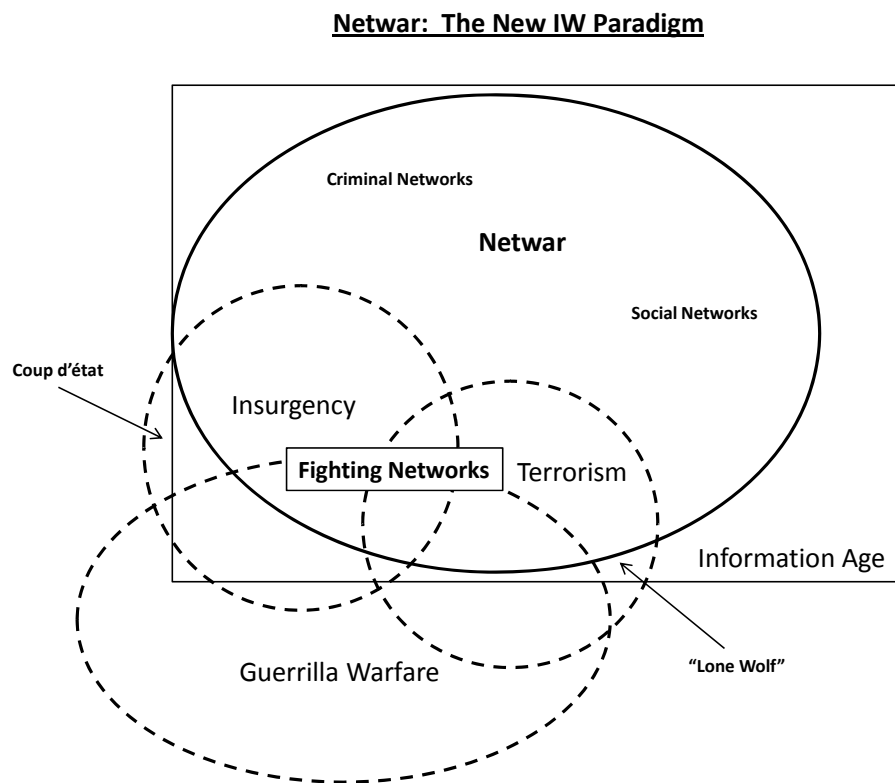 Netwar: The New IW Paradigm
Criminal Networks
Netwar
Social Networks
Coup d’état
Insurgency
Fighting Networks
Terrorism
Information Age
Guerrilla Warfare
“Lone Wolf”